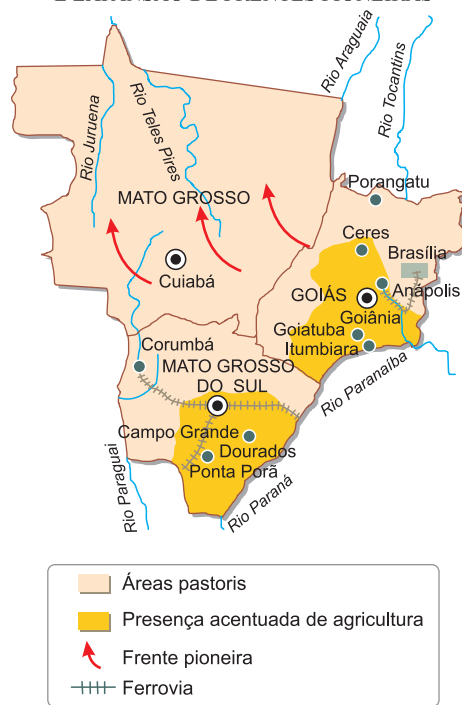 Rio Araguaia
Rio Tocantins
Rio Juruena
Rio Teles Pires
Porangatu
MATO GROSSO
Ceres
Brasília
Cuiabá
Anápolis
GOIÁS
Goiânia
Goiatuba
Itumbiara
Corumbá
MATO GROSSO
DO SUL
Rio Paranaíba
Campo Grande
Dourados
Ponta Porã
Rio Paraguai
Rio Paraná
Áreas pastoris
Presença acentuada de agricultura
Frente pioneira
Ferrovia